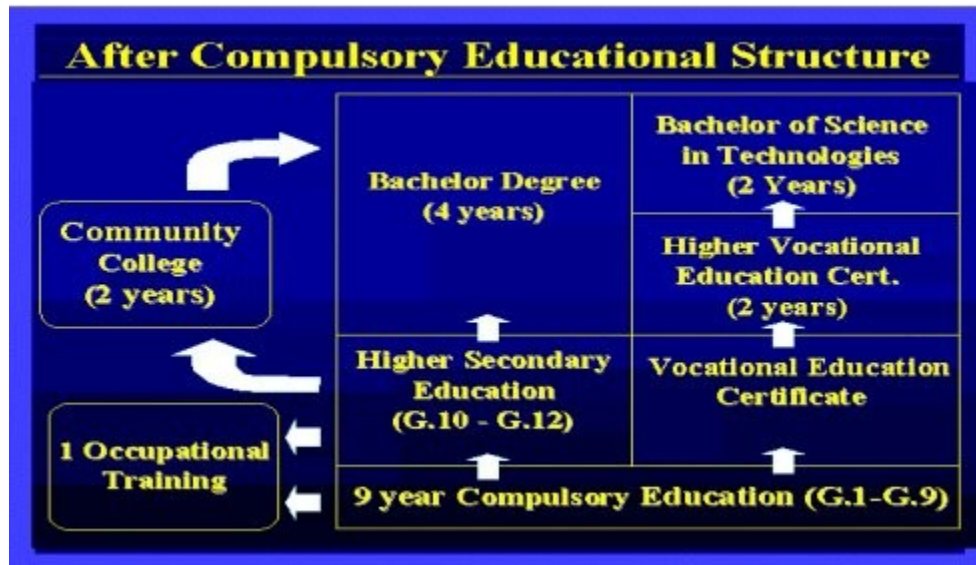 After Compulsory Educational Structure
Bachelor Degree
(4 years)
Bachelor of Science
in Technologies
(2 Years)
Community
College
(2 years)
Higher Vocational
Education Cert.
(2 years)
Higher Secondary
Education
(G.10 - G.12)
Vocational Education
Certificate
1 Occupational
Training
9 year Compulsory Education (G.1-G.9)